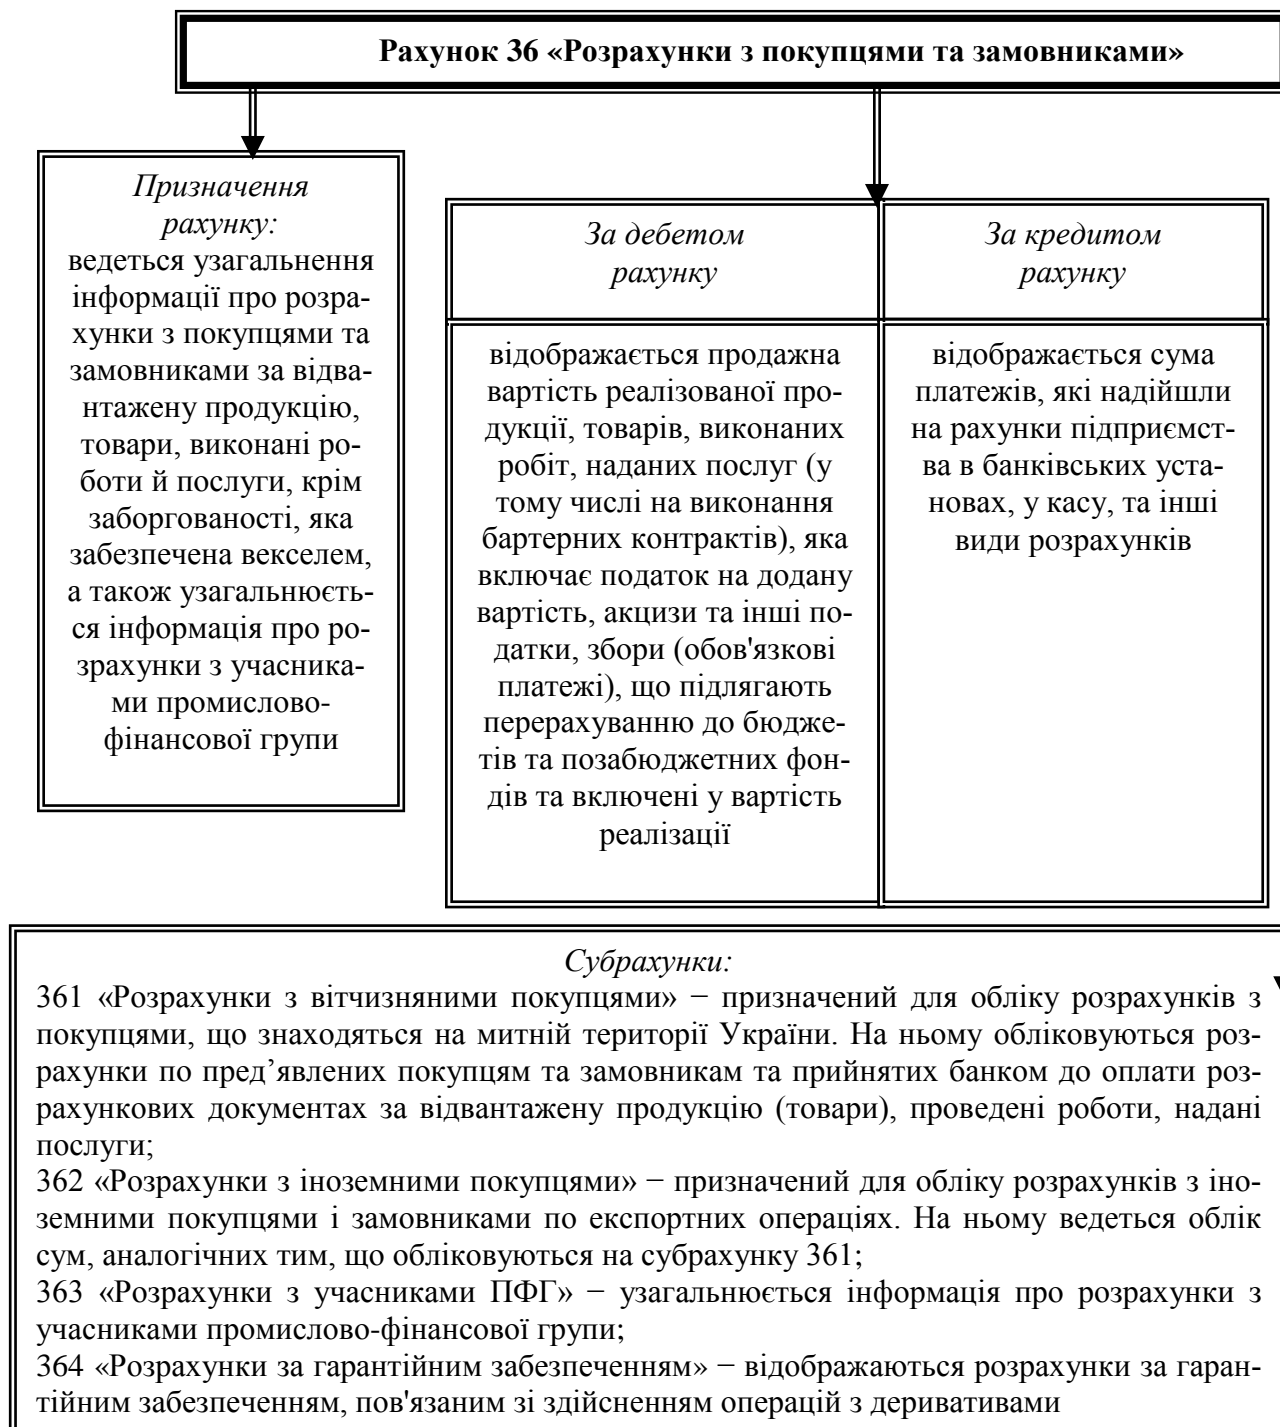 Рахунок 36 «Розрахунки з покупцями та замовниками»
Призначення
рахунку:
ведеться узагальнення
інформації про розра-
хунки з покупцями та
замовниками за відва-
нтажену продукцію,
товари, виконані ро-
боти й послуги, крім
заборгованості, яка
забезпечена векселем,
а також узагальнюєть-
ся інформація про ро-
зрахунки з учасника-
ми промислово-
фінансової групи
За дебетом
рахунку
відображається продажна
вартість реалізованої про-
дукції, товарів, виконаних
робіт, наданих послуг (у
тому числі на виконання
бартерних контрактів), яка
включає податок на додану
вартість, акцизи та інші по-
датки, збори (обов'язкові
платежі), що підлягають
перерахуванню до бюдже-
тів та позабюджетних фон-
дів та включені у вартість
реалізації
За кредитом
рахунку
відображається сума
платежів, які надійшли
на рахунки підприємст-
ва в банківських уста-
новах, у касу, та інші
види розрахунків
Субрахунки:
361 «Розрахунки з вітчизняними покупцями» − призначений для обліку розрахунків з
покупцями, що знаходяться на митній території України. На ньому обліковуються роз-
рахунки по пред’явлених покупцям та замовникам та прийнятих банком до оплати роз-
рахункових документах за відвантажену продукцію (товари), проведені роботи, надані
послуги;
362 «Розрахунки з іноземними покупцями» − призначений для обліку розрахунків з іно-
земними покупцями і замовниками по експортних операціях. На ньому ведеться облік
сум, аналогічних тим, що обліковуються на субрахунку 361;
363 «Розрахунки з учасниками ПФГ» − узагальнюється інформація про розрахунки з
учасниками промислово-фінансової групи;
364 «Розрахунки за гарантійним забезпеченням» − відображаються розрахунки за гаран-
тійним забезпеченням, пов'язаним зі здійсненням операцій з деривативами